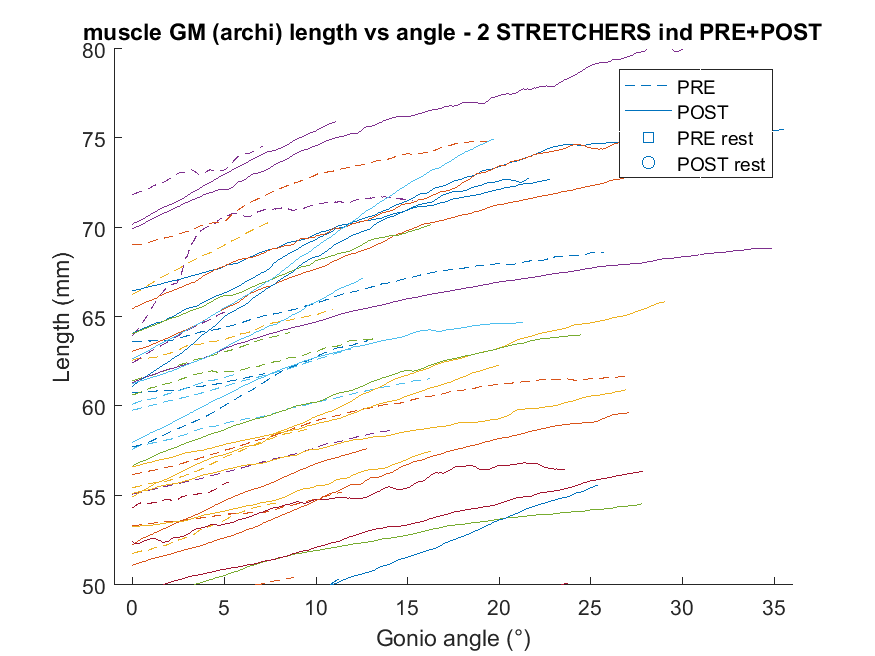 muscle GM (archi) length vs angle - 2 STRETCHERS ind PRE+POST
80
75
70
65
60
55
50
Length (mm)
PRE
POST
PRE rest
POST rest
0 5 10 15 20 25 30 35
Gonio angle (°)